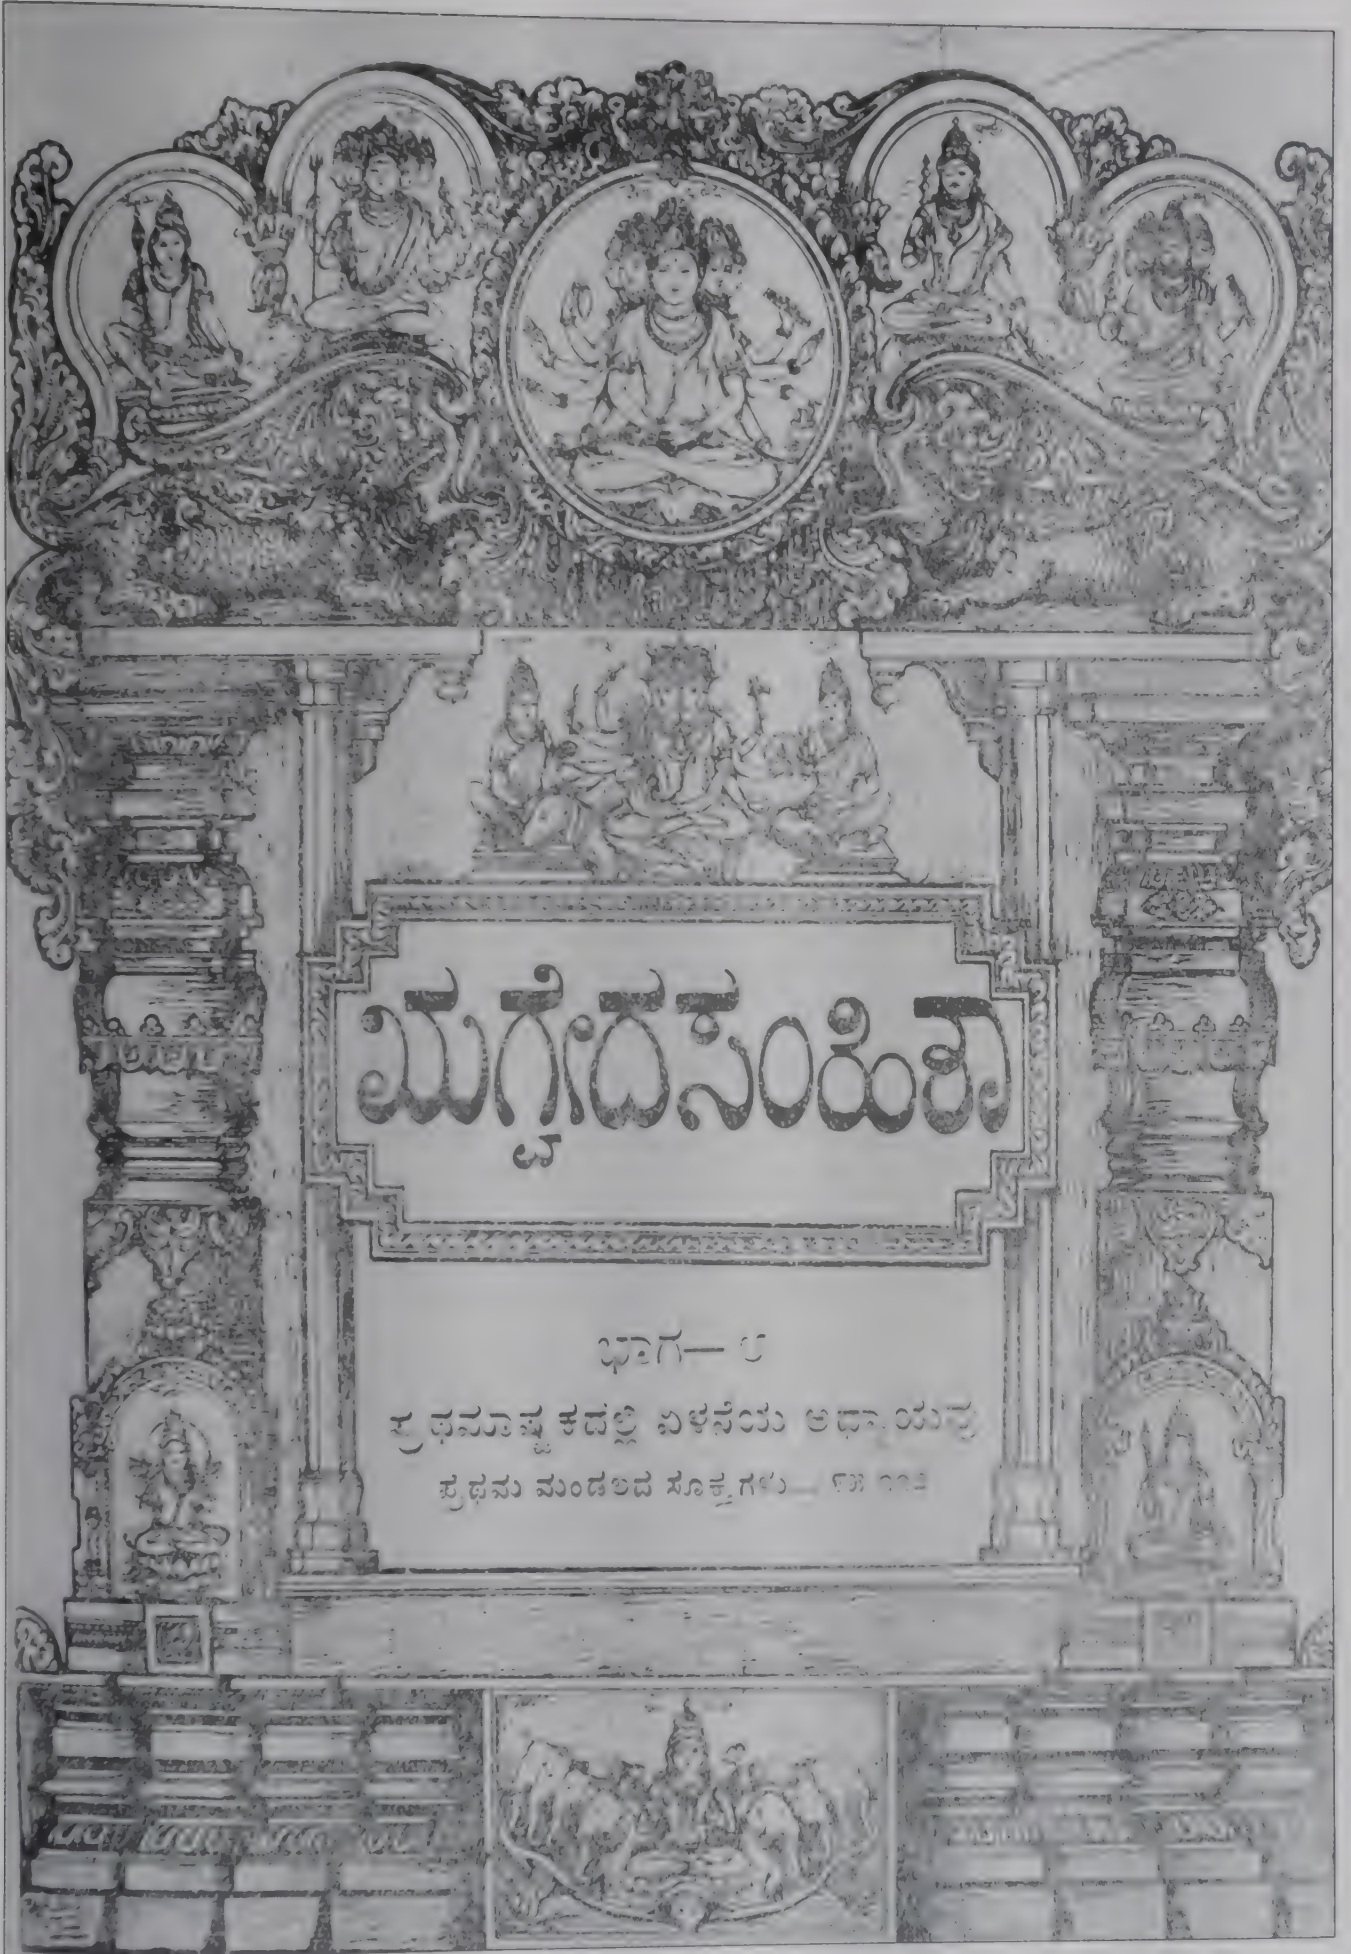 ಋಗ್ವೇದಸಂಹಿತಾ
ಭಾಗ—೮
ಪ್ರಥಮಾಷ್ಟಕದಲ್ಲಿ ಏಳನೆಯ ಅಧ್ಯಾಯವು
ಪ್ರಥಮ ಮಂಡಲದ ಸೂಕ್ತಗಳು—